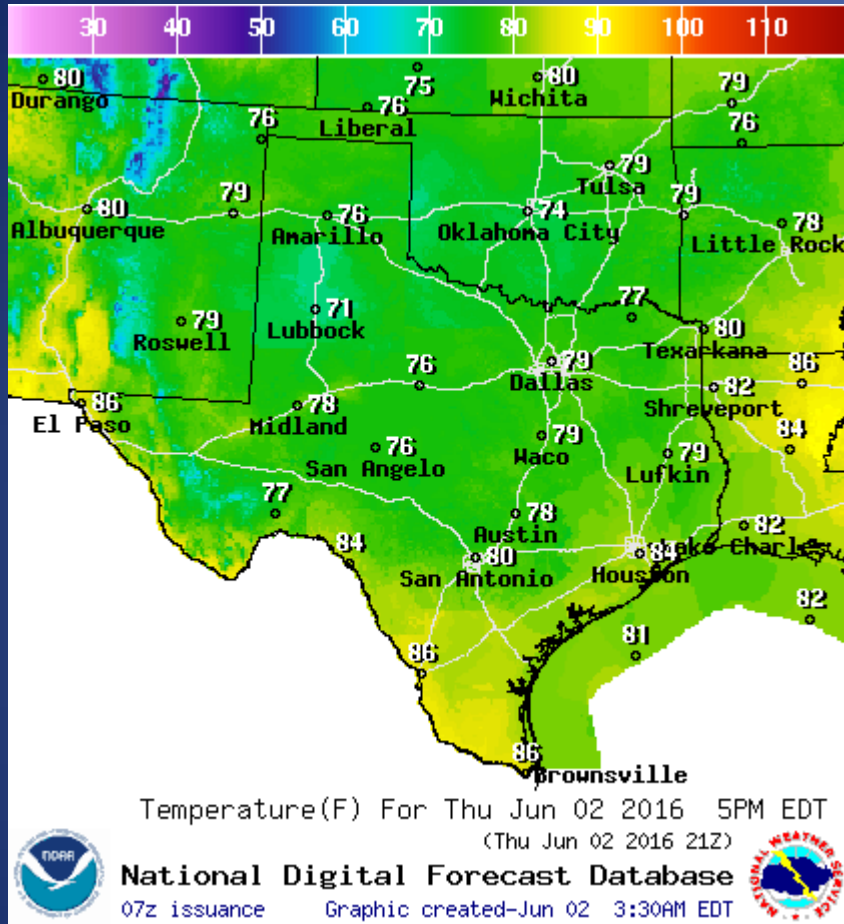 30 40 50 60 70 80 90 100 110
80 75 80 79
Durango 76 Wichita
76 Liberal 76
79 Tulsa
80 79 76 74 79 78
Albuquerque Amarillo Oklahoma City Little Rock
79 71 77 80
Roswell Lubbock Texarkana
76 79 82 86
86 78 Dallas Shreveport
El Paso Midland
76 79 79 84
San Angelo Waco Lufkin
77 78 82
Austin Lake Charles
84 80 84
San Antonio Houston
82
81
86
86
Brownsville
Temperature(F) For Thu Jun 02 2016 5PM EDT
(Thu Jun 02 2016 21Z)
noaa
National Digital Forecast Database
07z issuance Graphic created-Jun 02 3:30AM EDT
NATIONAL WEATHER SERVICE